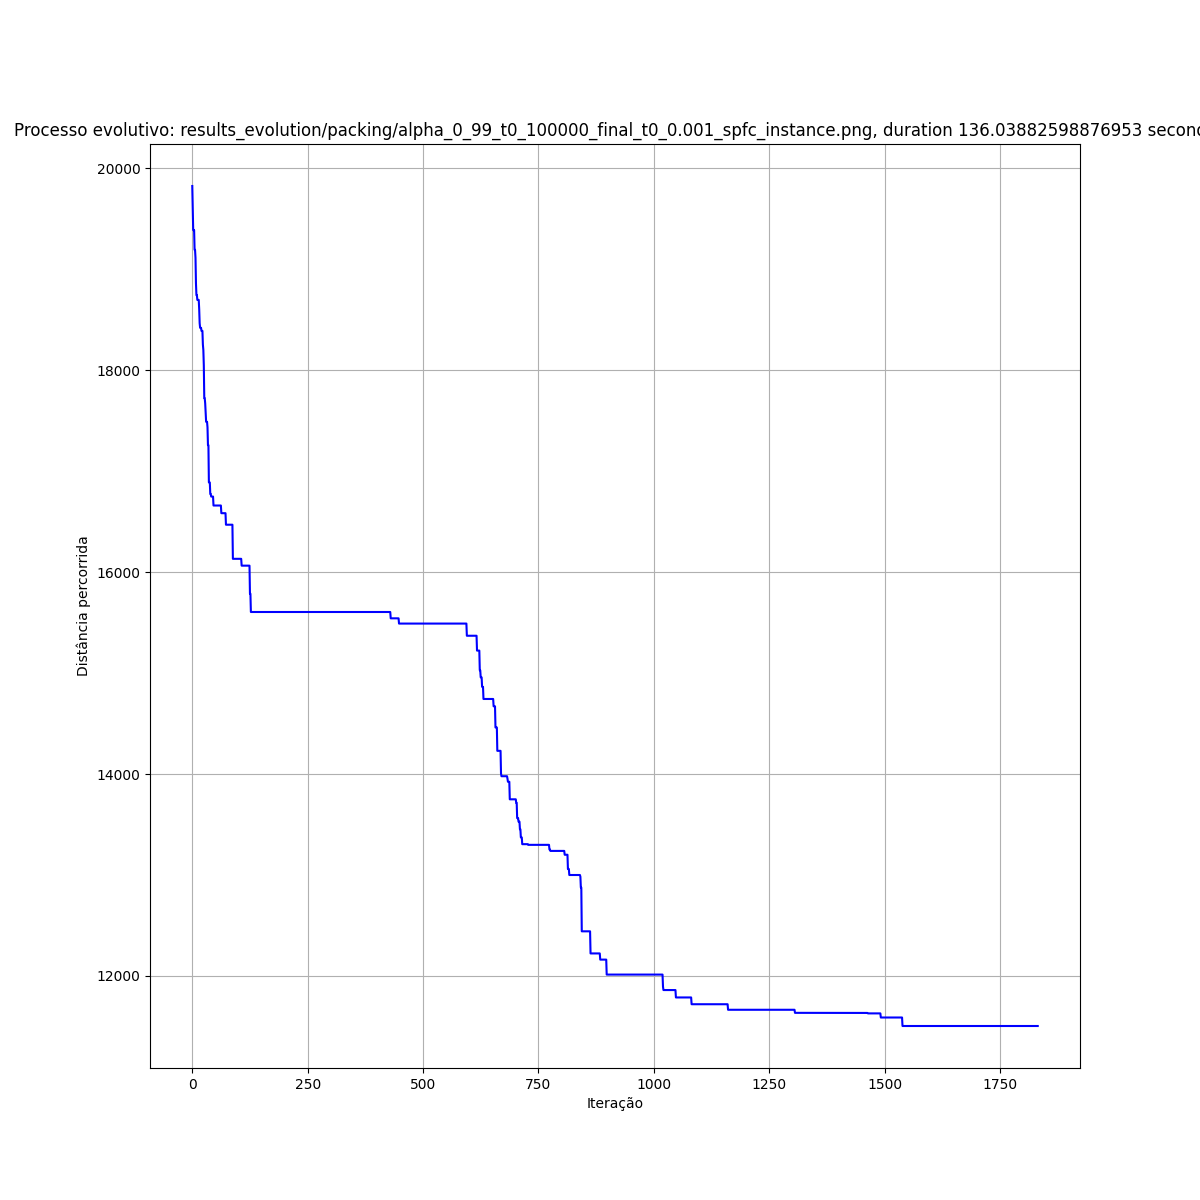 Processo evolutivo: results_evolution/packing/alpha_0_99_t0_100000_final_t0_0.001_spfc_instance.png, duration 136.03882598876953 secon
20000
18000
16000
14000
12000
Distância percorrida
0 250 500 750 1000 1250 1500 1750
Iteração